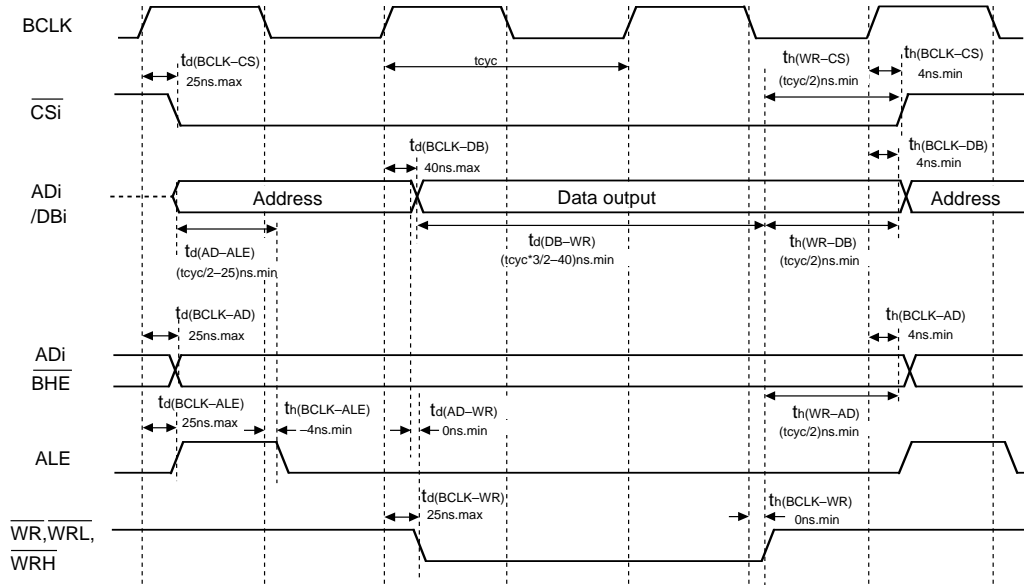 BCLK
td(BCLK–CS)
25ns.max
tcyc
th(WR–CS)
(tcyc/2)ns.min
th(BCLK–CS)
4ns.min
CSi
td(BCLK–DB)
40ns.max
th(BCLK–DB)
4ns.min
ADi
/DBi
Address
Data output
Address
td(AD–ALE)
(tcyc/2–25)ns.min
td(DB–WR)
(tcyc*3/2–40)ns.min
th(WR–DB)
(tcyc/2)ns.min
td(BCLK–AD)
25ns.max
th(BCLK–AD)
4ns.min
ADi
BHE
td(BCLK–ALE)
25ns.max
th(BCLK–ALE)
–4ns.min
td(AD–WR)
0ns.min
th(WR–AD)
(tcyc/2)ns.min
ALE
td(BCLK–WR)
25ns.max
th(BCLK–WR)
0ns.min
WR,WRL,
WRH